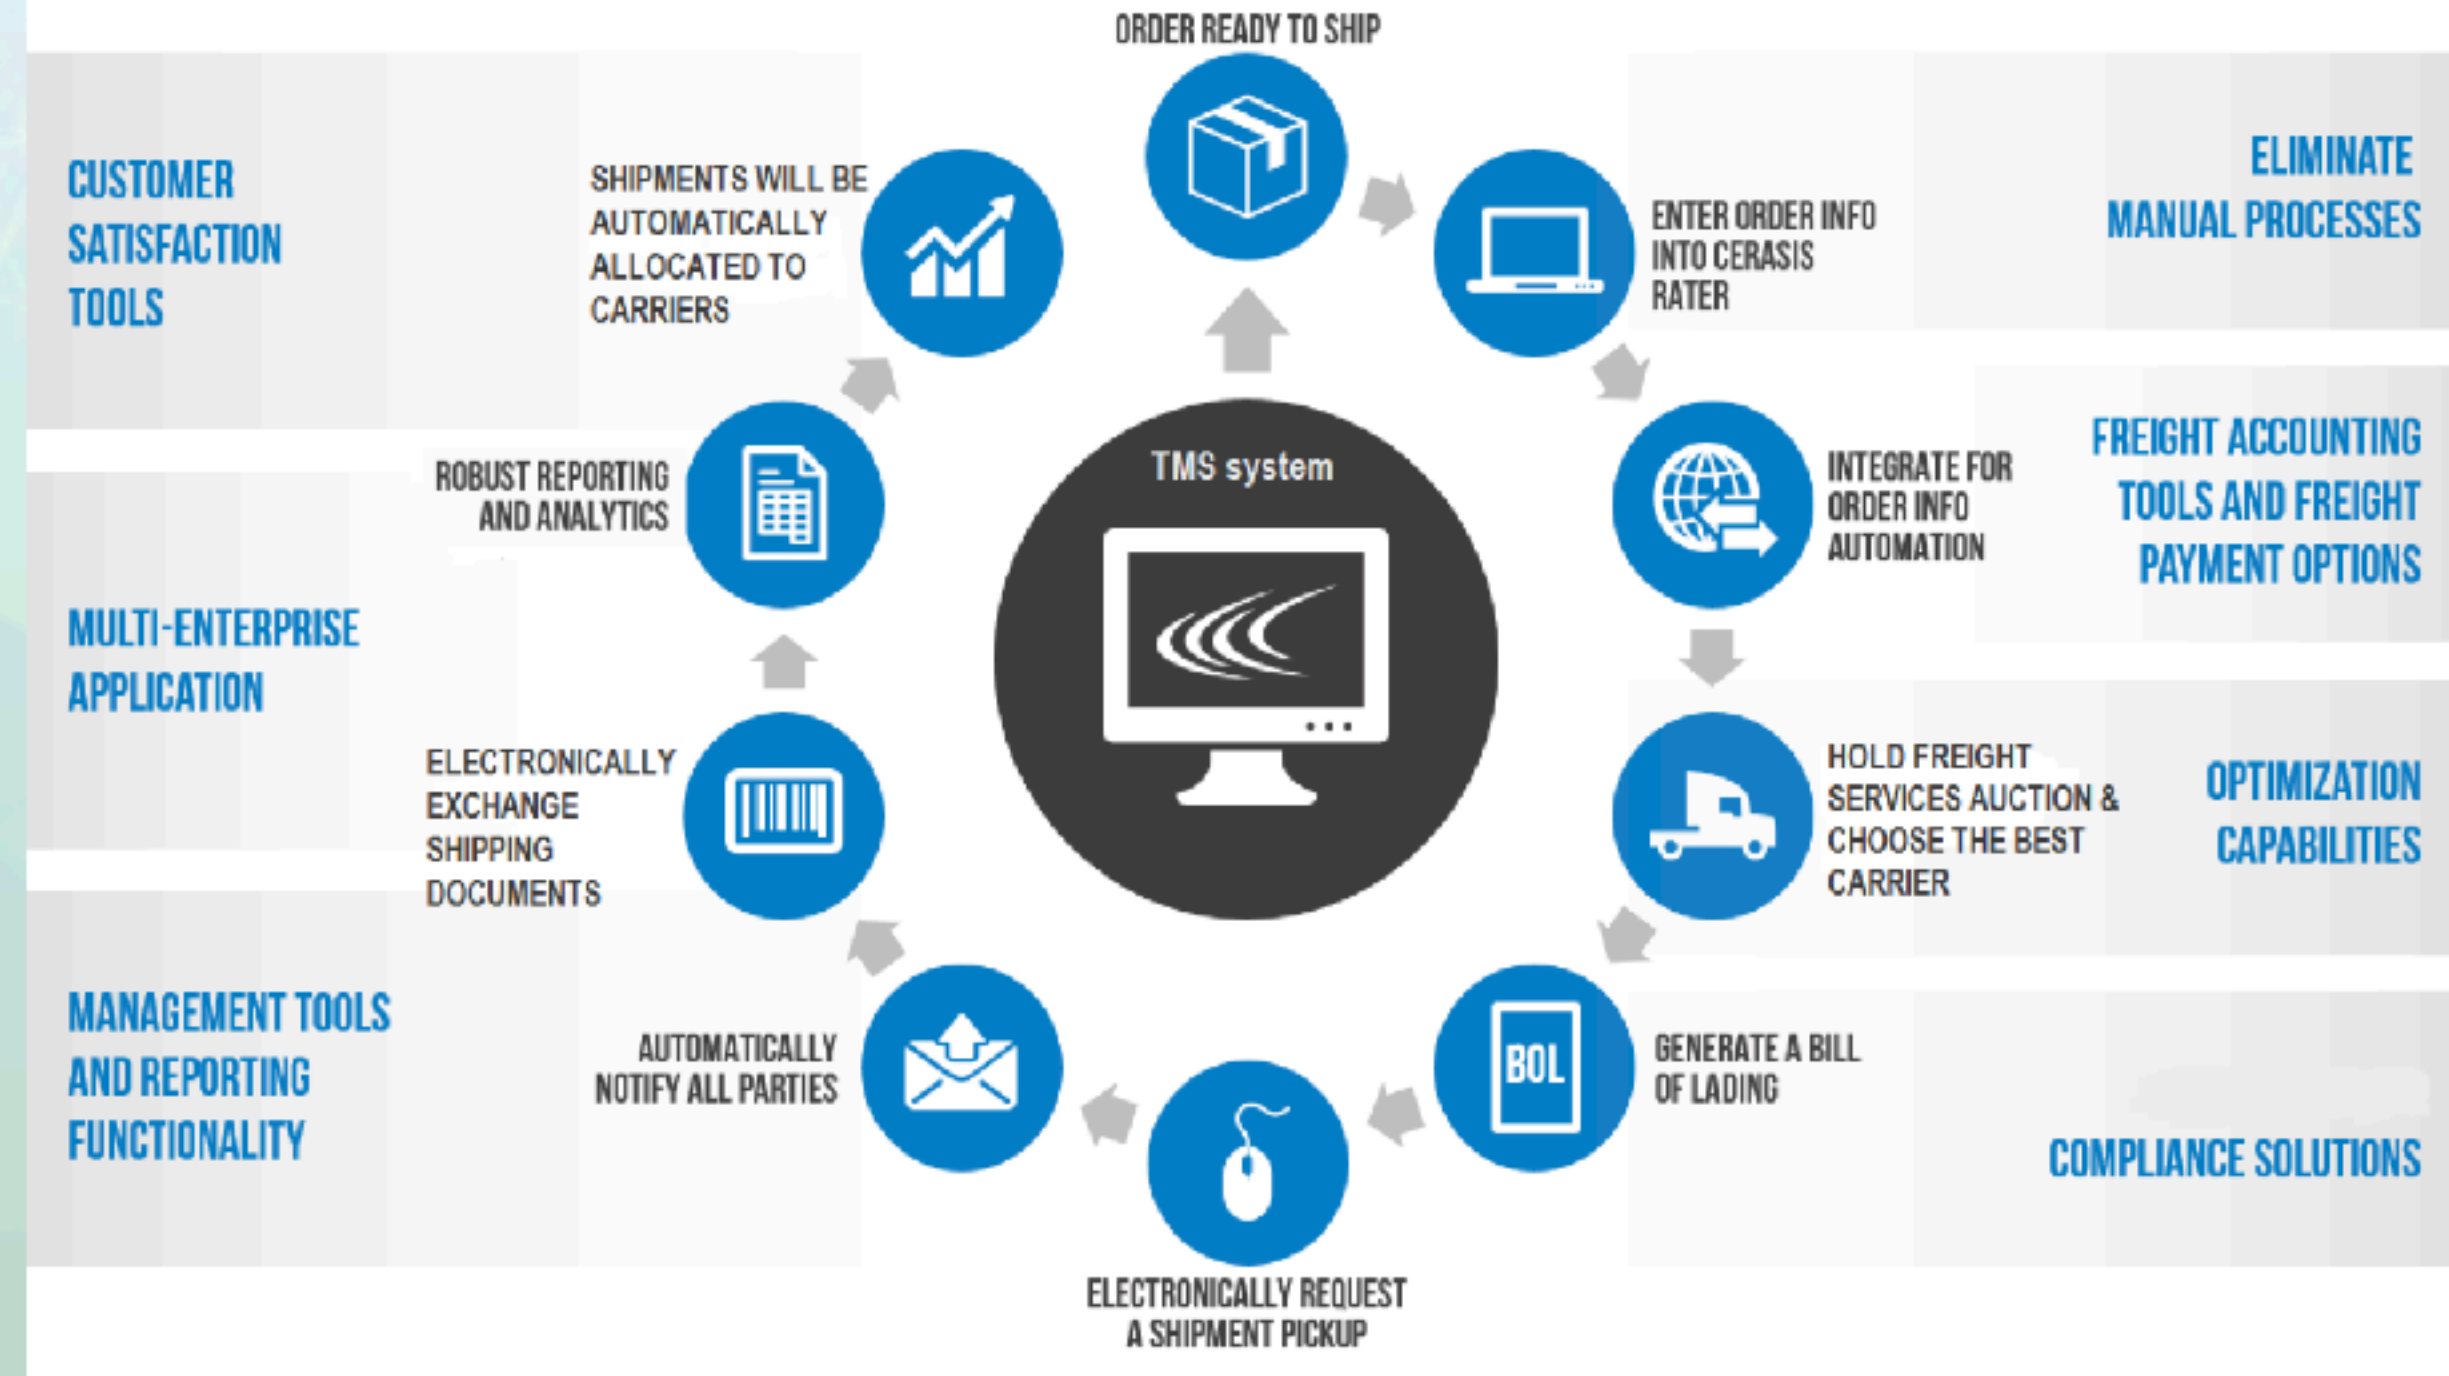 ORDER READY TO SHIP
CUSTOMER
SATISFACTION
TOOLS
SHIPMENTS WILL BE
AUTOMATICALLY
ALLOCATED TO
CARRIERS
ENTER ORDER INFO
INTO CERASIS
RATER
ELIMINATE
MANUAL PROCESSES
ROBUST REPORTING
AND ANALYTICS
TMS system
INTEGRATE FOR
ORDER INFO
AUTOMATION
FREIGHT ACCOUNTING
TOOLS AND FREIGHT
PAYMENT OPTIONS
MULTI-ENTERPRISE
APPLICATION
ELECTRONICALLY
EXCHANGE
SHIPPING
DOCUMENTS
HOLD FREIGHT
SERVICES AUCTION &
CHOOSE THE BEST
CARRIER
OPTIMIZATION
CAPABILITIES
MANAGEMENT TOOLS
AND REPORTING
FUNCTIONALITY
AUTOMATICALLY
NOTIFY ALL PARTIES
BOL
GENERATE A BILL
OF LADING
COMPLIANCE SOLUTIONS
ELECTRONICALLY REQUEST
A SHIPMENT PICKUP